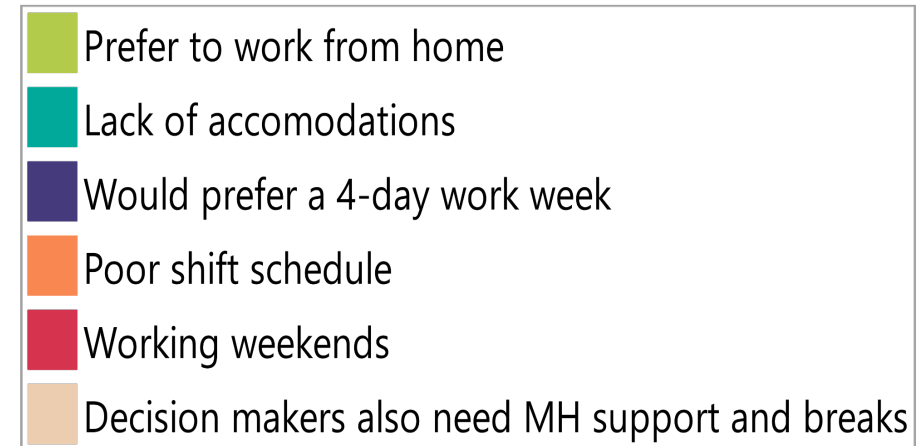 Prefer to work from home
Lack of accomodations
Would prefer a 4-day work week
Poor shift schedule
Working weekends
Decision makers also need MH support and breaks